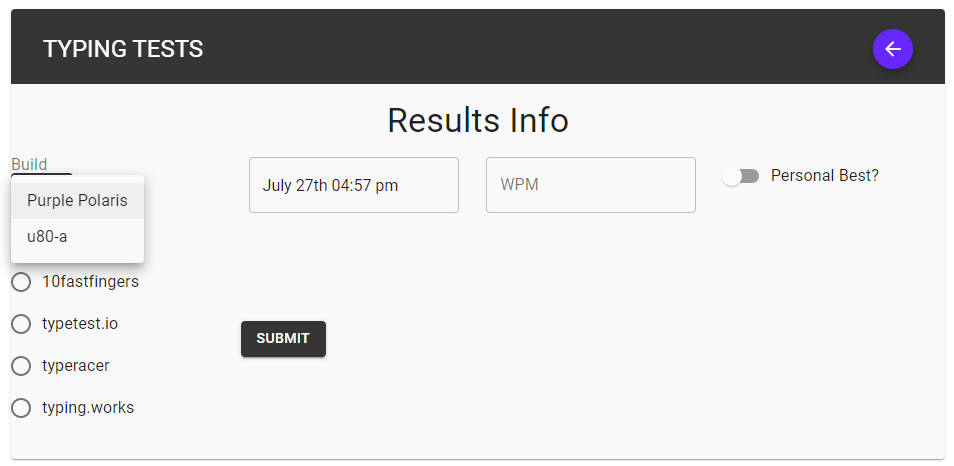 TYPING TESTS
Results Info
Build
Purple Polaris
u80-a
July 27th 04:57 pm
WPM
Personal Best?
10fastfingers
typetest.io
typeracer
typing.works
SUBMIT